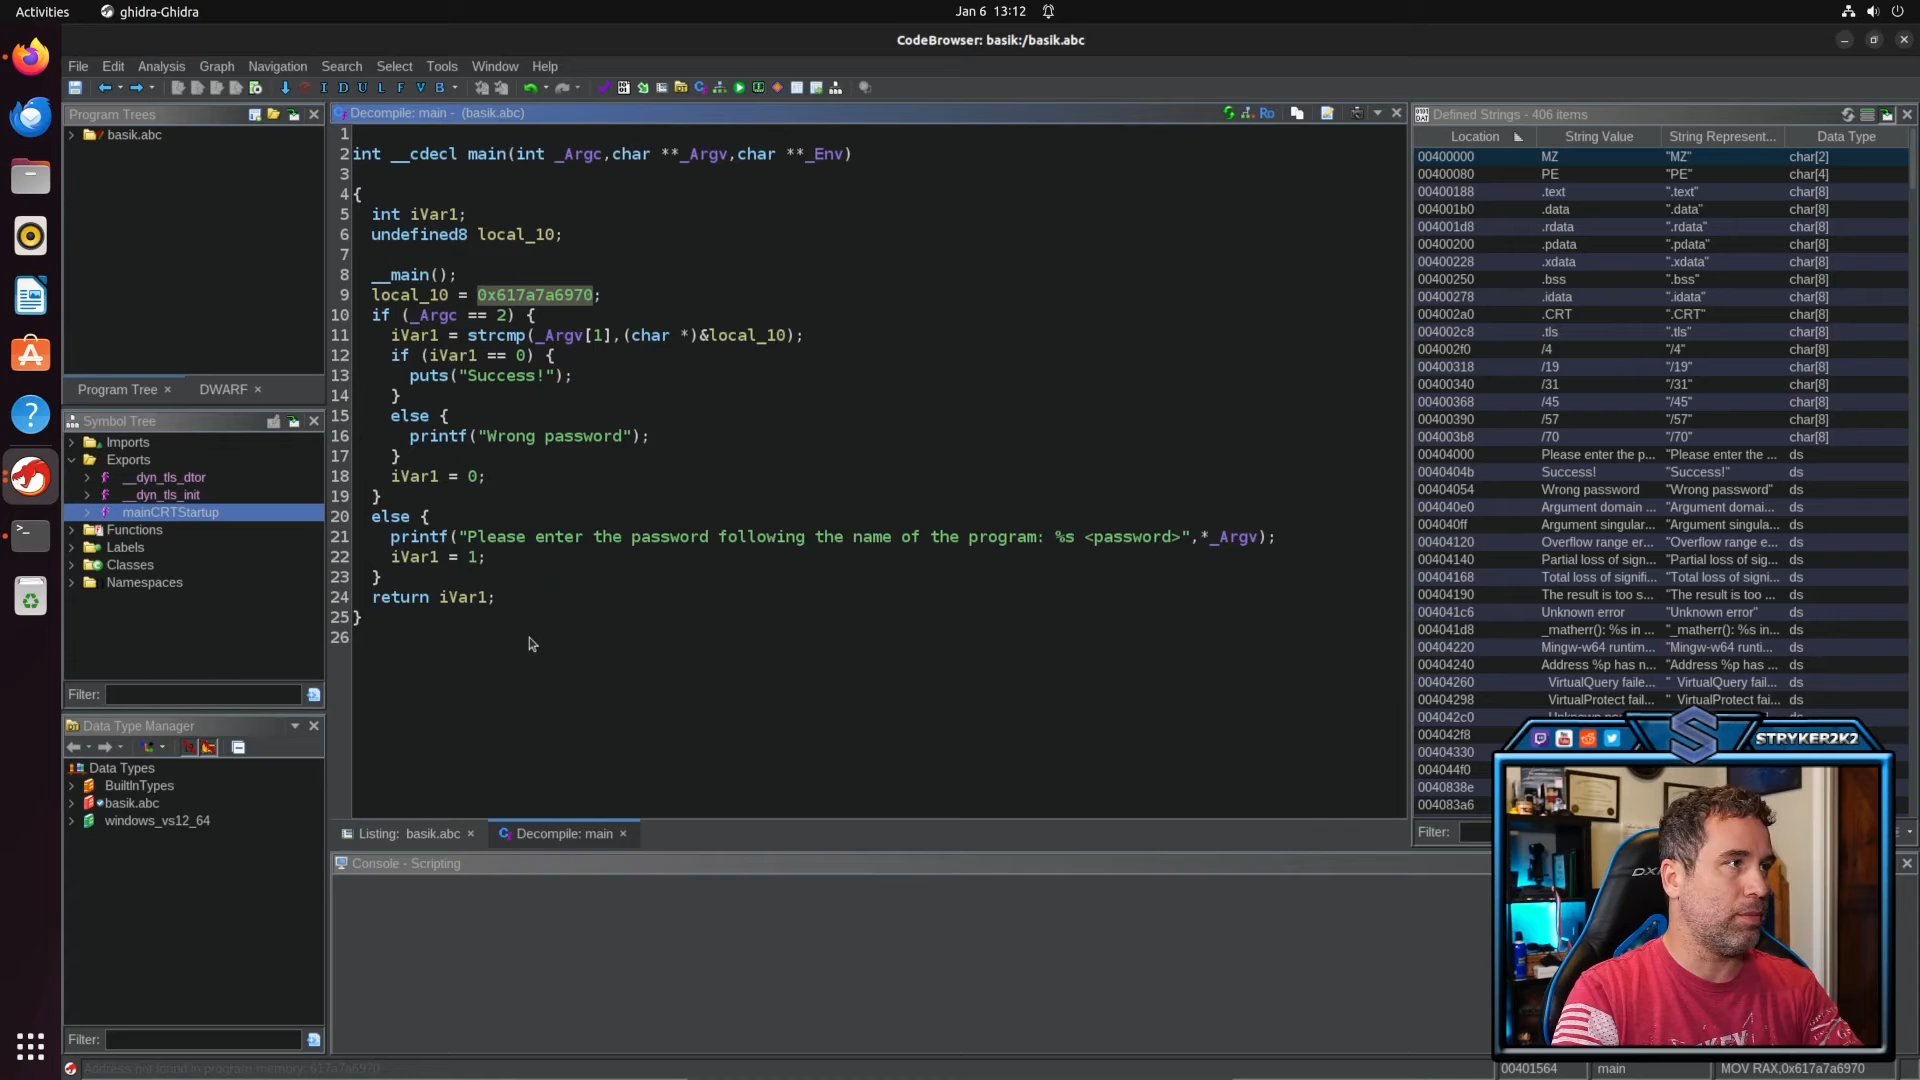 Activities
ghidra-Ghidra
Jan 6 13:12
CodeBrowser: basik:/basik.abc
File Edit Analysis Graph Navigation Search Select Tools Window Help
I D U L F V B
Program Trees
basik.abc
Program Tree × DWARF ×
Symbol Tree
Imports
Exports
__dyn_tls_dtor
__dyn_tls_init
mainCRTStartup
Functions
Labels
Classes
Namespaces
Filter:
Data Type Manager
Data Types
BuiltInTypes
basik.abc
windows_vs12_64
Filter:
Decompile: main - (basik.abc)
Ro
1
2 int __cdecl main(int _Argc,char **_Argv,char **_Env)
3
4 {
5 int iVar1;
6 undefined8 local_10;
7
8 __main();
9 local_10 = 0x617a7a6970;
10 if (_Argc == 2) {
11 iVar1 = strcmp(_Argv[1],(char *)&local_10);
12 if (iVar1 == 0) {
13 puts("Success!");
14 }
15 else {
16 printf("Wrong password");
17 }
18 iVar1 = 0;
19 }
20 else {
21 printf("Please enter the password following the name of the program: %s <password>",*_Argv);
22 iVar1 = 1;
23 }
24 return iVar1;
25 }
26
Listing: basik.abc × Decompile: main ×
Console - Scripting
Defined Strings - 406 items
Location String Value String Represent... Data Type
00400000 MZ "MZ" char[2]
00400080 PE "PE" char[4]
00400188 .text ".text" char[8]
004001b0 .data ".data" char[8]
004001d8 .rdata ".rdata" char[8]
00400200 .pdata ".pdata" char[8]
00400228 .xdata ".xdata" char[8]
00400250 .bss ".bss" char[8]
00400278 .idata ".idata" char[8]
004002a0 .CRT ".CRT" char[8]
004002c8 .tls ".tls" char[8]
004002f0 /4 "/4" char[8]
00400318 /19 "/19" char[8]
00400340 /31 "/31" char[8]
00400368 /45 "/45" char[8]
00400390 /57 "/57" char[8]
004003b8 /70 "/70" char[8]
00404000 Please enter the p... "Please enter the ... ds
0040404b Success! "Success!" ds
00404054 Wrong password "Wrong password" ds
004040e0 Argument domain ... "Argument domai... ds
004040ff Argument singular... "Argument singula... ds
00404120 Overflow range er... "Overflow range e... ds
00404140 Partial loss of sign... "Partial loss of sig... ds
00404168 Total loss of signifi... "Total loss of signi... ds
00404190 The result is too s... "The result is too ... ds
004041c6 Unknown error "Unknown error" ds
004041d8 _matherr(): %s in ... "_matherr(): %s in... ds
00404220 Mingw-w64 runtim... "Mingw-w64 runti... ds
00404240 Address %p has n... "Address %p has ... ds
00404260 VirtualQuery faile... " VirtualQuery fail... ds
00404298 VirtualProtect fail... " VirtualProtect fai... ds
004042c0
004042f8
00404330
004044f0
0040838e
004083a6
Filter:
STRYKER2K2
Address not found in program memory: 617a7a6970
00401564 main MOV RAX,0x617a7a6970